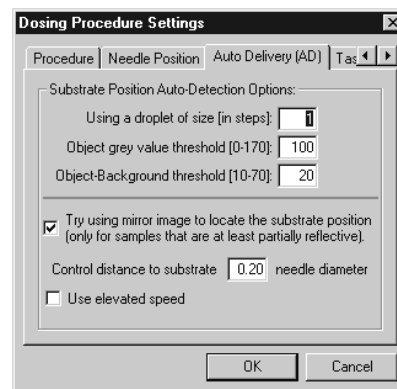 Dosing Procedure Settings
Procedure Needle Position Auto Delivery (AD)
Substrate Position Auto-Detection Options:
Using a droplet of size [in steps]: 1
Object grey value threshold [0-170]: 100
Object-Background threshold [10-70]: 20
Try using mirror image to locate the substrate position
(only for samples that are at least partially reflective).
Control distance to substrate 0.20 needle diameter
Use elevated speed
OK Cancel